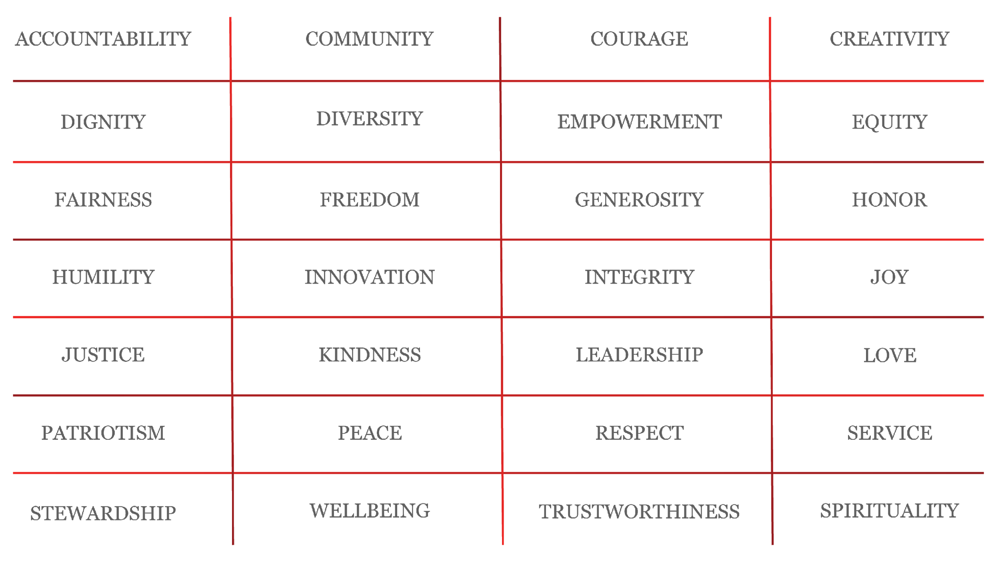 ACCOUNTABILITY COMMUNITY COURAGE CREATIVITY
DIGNITY DIVERSITY EMPOWERMENT EQUITY
FAIRNESS FREEDOM GENEROSITY HONOR
HUMILITY INNOVATION INTEGRITY JOY
JUSTICE KINDNESS LEADERSHIP LOVE
PATRIOTISM PEACE RESPECT SERVICE
STEWARDSHIP WELLBEING TRUSTWORTHINESS SPIRITUALITY